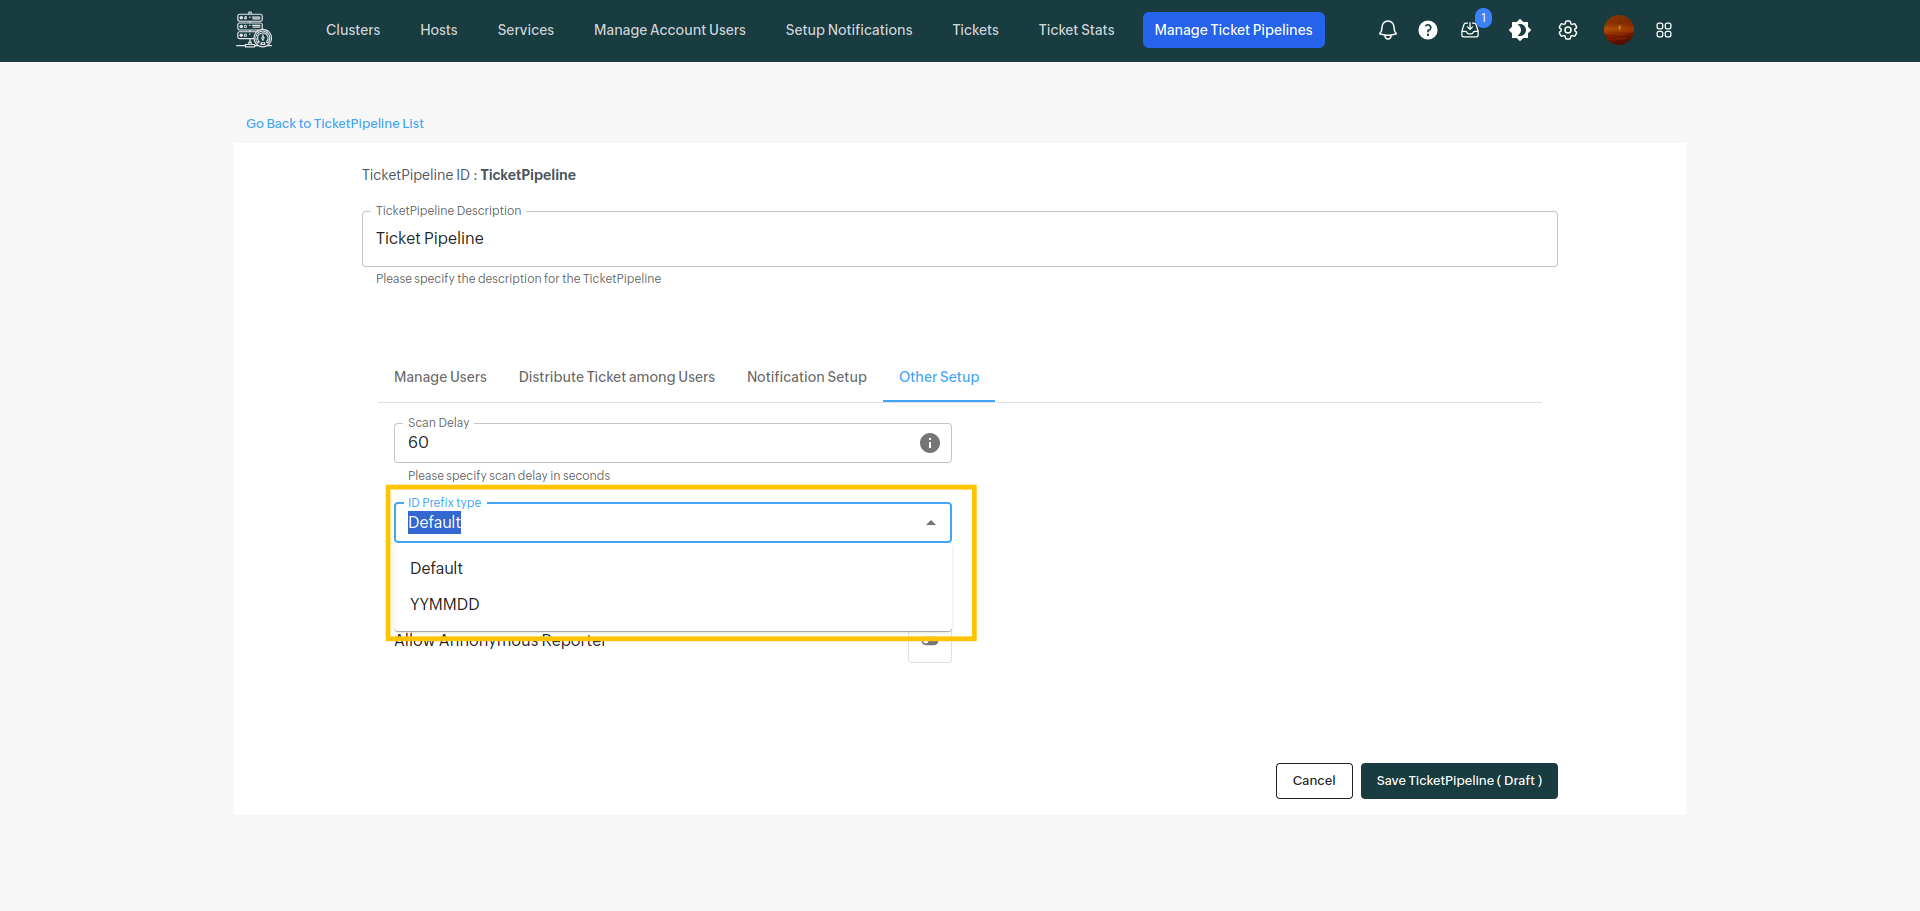 Clusters Hosts Services Manage Account Users Setup Notifications Tickets Ticket Stats Manage Ticket Pipelines 1
Go Back to TicketPipeline List
TicketPipeline ID : TicketPipeline
TicketPipeline Description
Ticket Pipeline
Please specify the description for the TicketPipeline
Manage Users Distribute Ticket among Users Notification Setup Other Setup
Scan Delay
60
Please specify scan delay in seconds
ID Prefix type
Default
Default
YYMMDD
Allow Annonymous Reporter
Cancel Save TicketPipeline ( Draft )